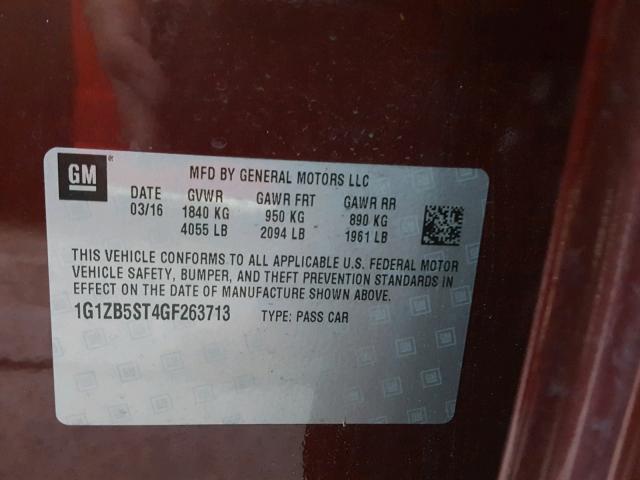 GM ®
MFD BY GENERAL MOTORS LLC
DATE GVWR GAWR FRT GAWR RR
03/16 1840 KG 950 KG 890 KG
4055 LB 2094 LB 1961 LB
THIS VEHICLE CONFORMS TO ALL APPLICABLE U.S. FEDERAL MOTOR
VEHICLE SAFETY, BUMPER, AND THEFT PREVENTION STANDARDS IN
EFFECT ON THE DATE OF MANUFACTURE SHOWN ABOVE.
1G1ZB5ST4GF263713 TYPE: PASS CAR